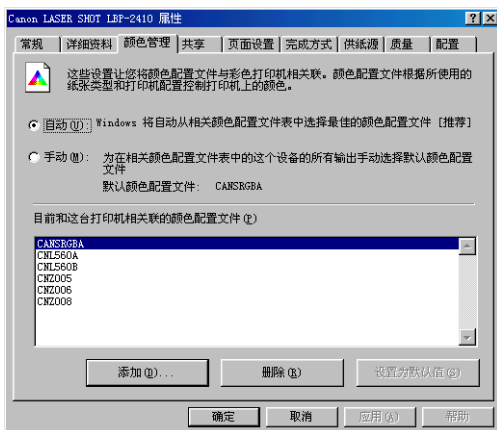 Canon LASER SHOT LBP-2410 属性
常规 详细资料 颜色管理 共享 页面设置 完成方式 供纸源 质量 配置
这些设置让您将颜色配置文件与彩色打印机相关联。颜色配置文件根据所使用的
纸张类型和打印机配置控制打印机上的颜色。
自动(U): Windows 将自动从相关颜色配置文件表中选择最佳的颜色配置文件 [推荐]
手动(M): 为在相关颜色配置文件表中的这个设备的所有输出手动选择默认颜色配置
文件
默认颜色配置文件: CANSRGBA
目前和这台打印机相关联的颜色配置文件(P)
CANSRGBA
CNL560A
CNL560B
CNZ005
CNZ006
CNZ008
添加(D)... 删除(R) 设置为默认值(S)
确定 取消 应用(A) 帮助